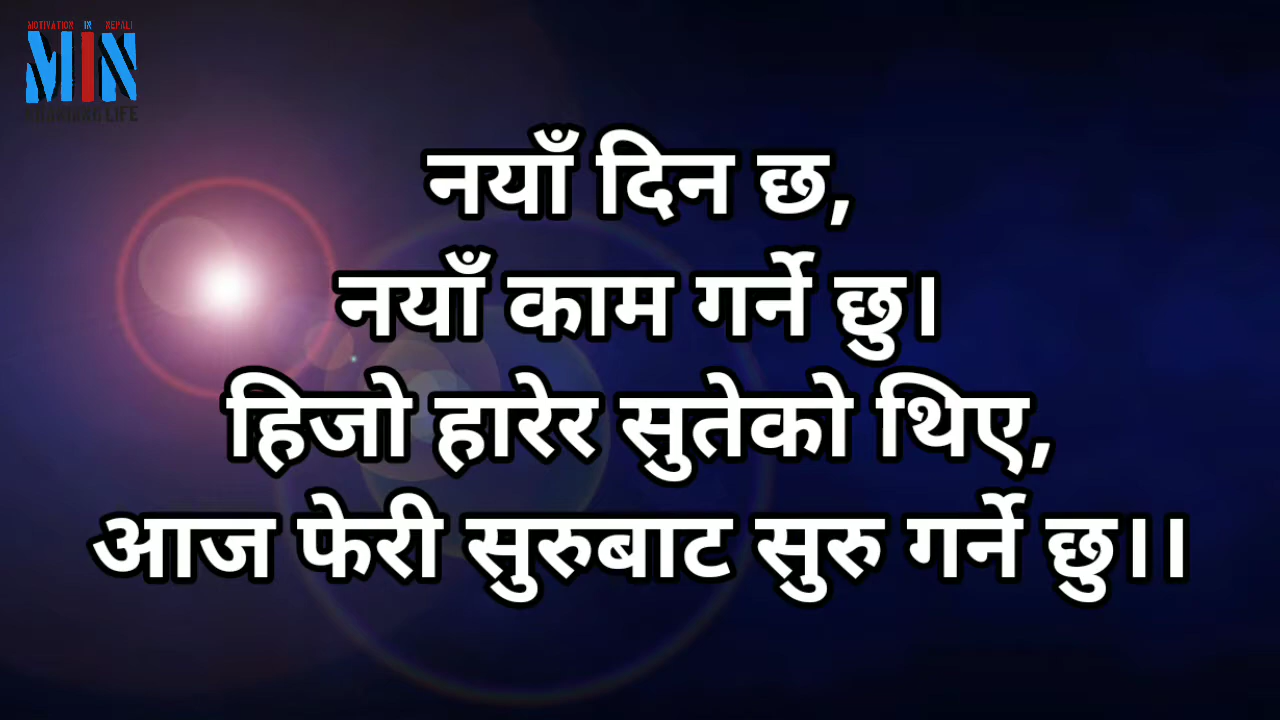 MOTIVATION IN NEPALI
MIN
नयाँ दिन छ,
नयाँ काम गर्ने छु।
हिजो हारेर सुतेको थिए,
आज फेरी सुरुबाट सुरु गर्ने छु।।